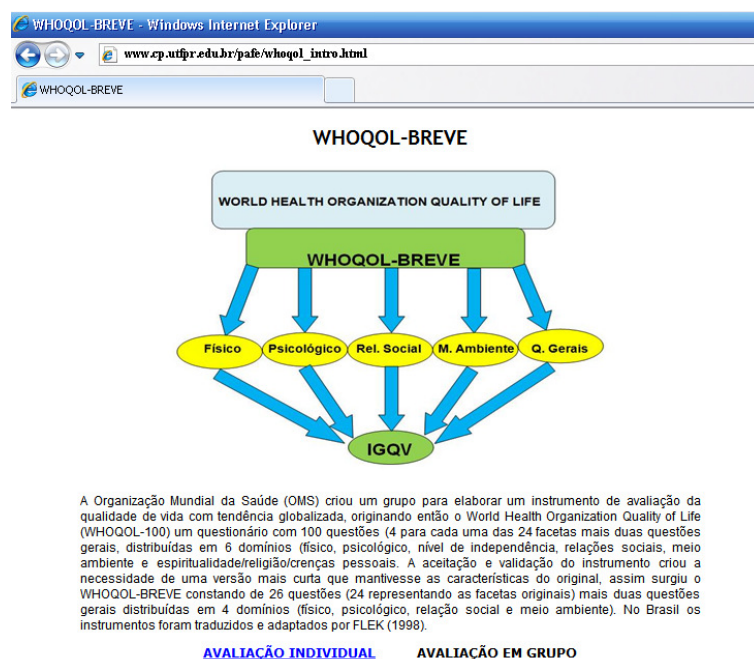 WHOQOL-BREVE - Windows Internet Explorer
www.cp.utfpr.edu.br/pafe/whoqol_intro.html
WHOQOL-BREVE
WHOQOL-BREVE
WORLD HEALTH ORGANIZATION QUALITY OF LIFE
WHOQOL-BREVE
Físico Psicológico Rel. Social M. Ambiente Q. Gerais
IGQV
A Organização Mundial da Saúde (OMS) criou um grupo para elaborar um instrumento de avaliação da
qualidade de vida com tendência globalizada, originando então o World Health Organization Quality of Life
(WHOQOL-100) um questionário com 100 questões (4 para cada uma das 24 facetas mais duas questões
gerais, distribuídas em 6 domínios (físico, psicológico, nível de independência, relações sociais, meio
ambiente e espiritualidade/religião/crenças pessoais. A aceitação e validação do instrumento criou a
necessidade de uma versão mais curta que mantivesse as características do original, assim surgiu o
WHOQOL-BREVE constando de 26 questões (24 representando as facetas originais) mais duas questões
gerais distribuídas em 4 domínios (físico, psicológico, relação social e meio ambiente). No Brasil os
instrumentos foram traduzidos e adaptados por FLEK (1998).
AVALIAÇÃO INDIVIDUAL AVALIAÇÃO EM GRUPO